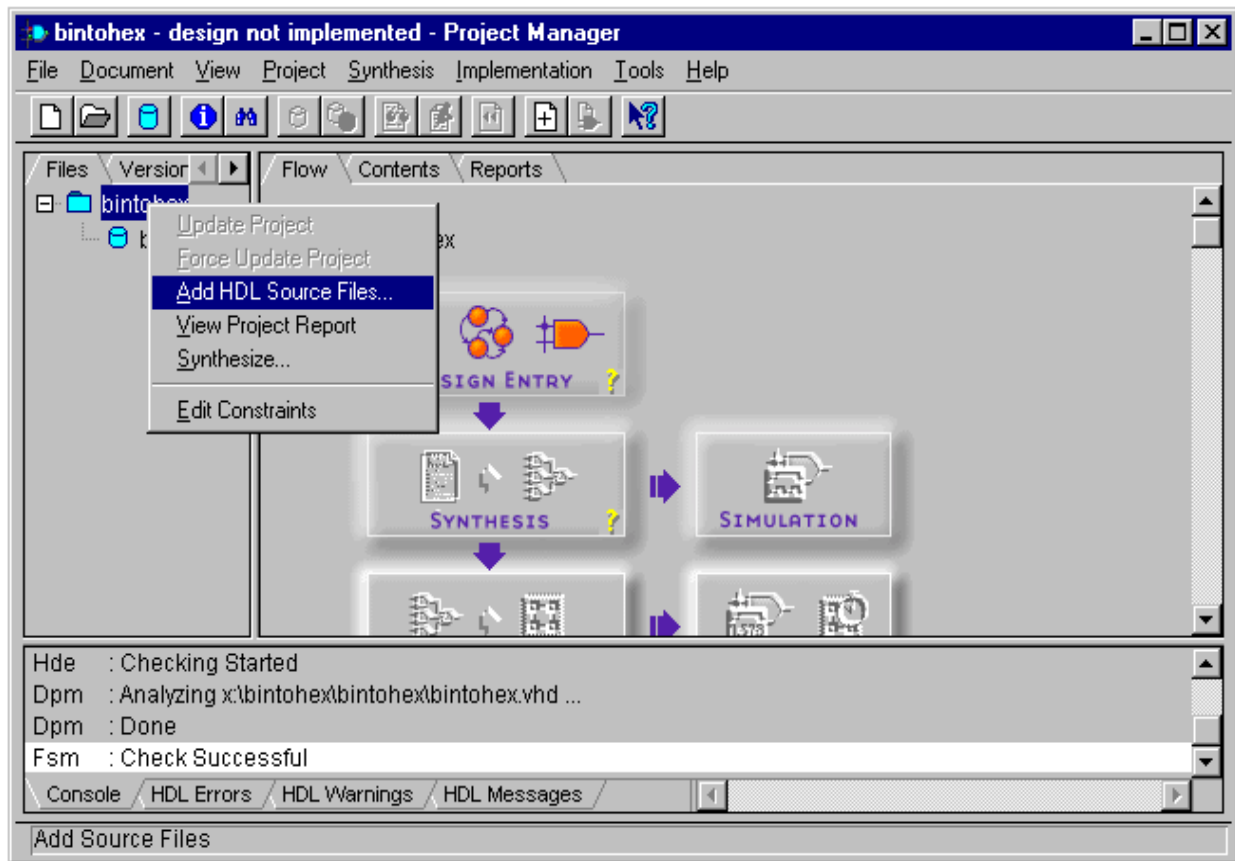 bintohex - design not implemented - Project Manager
File Document View Project Synthesis Implementation Tools Help
Files Version Flow Contents Reports
Update Project
Force Update Project
Add HDL Source Files...
View Project Report
Synthesize...
Edit Constraints
SIGN ENTRY ?
SYNTHESIS ?
SIMULATION
Hde : Checking Started
Dpm : Analyzing x:\bintohex\bintohex\bintohex.vhd ...
Dpm : Done
Fsm : Check Successful
Console HDL Errors HDL Warnings HDL Messages
Add Source Files